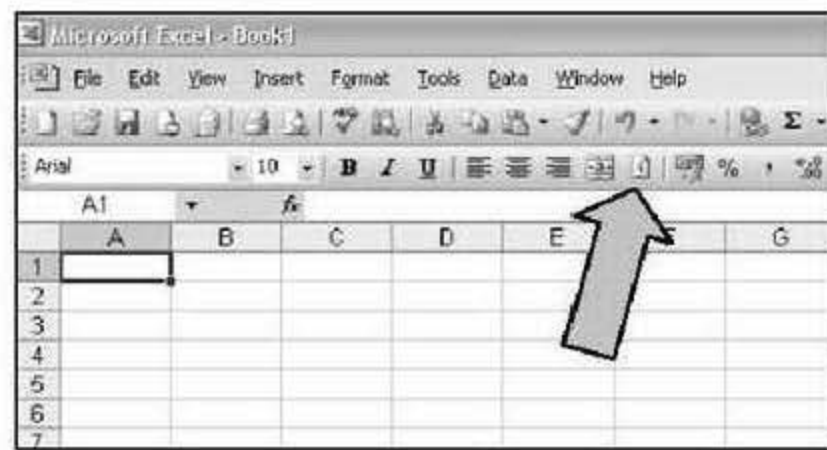 Microsoft Excel - Book1
File Edit View Insert Format Tools Data Window Help
Arial 10 B I U % ,
A1 fx
A B C D E F G
1
2
3
4
5
6
7